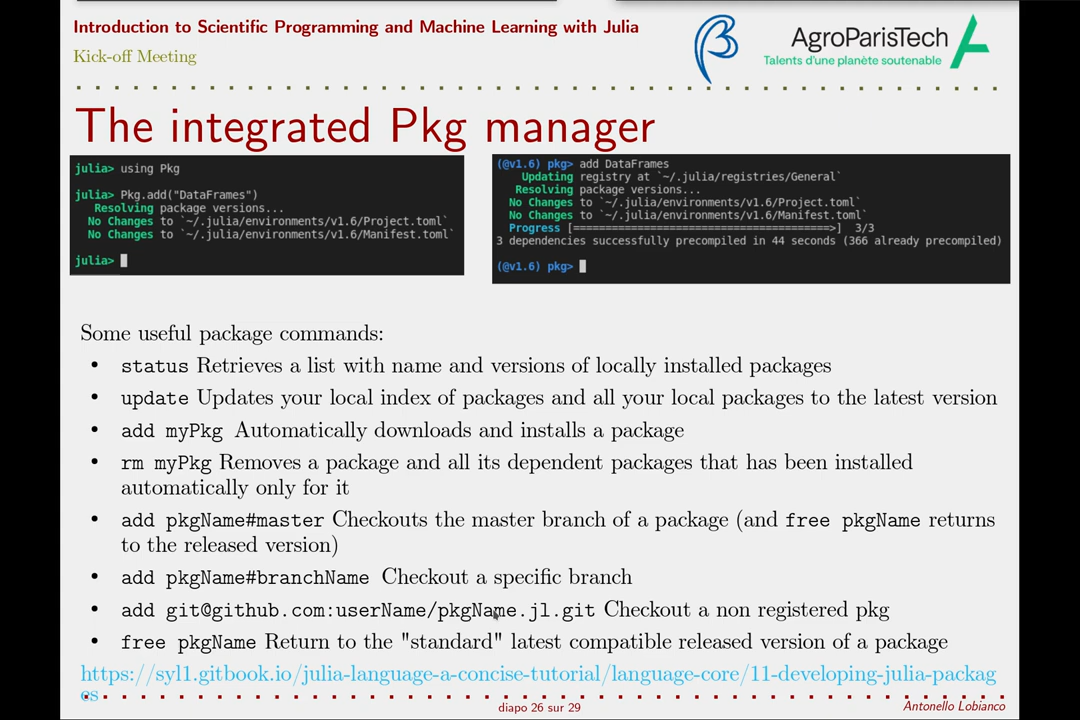 Introduction to Scientific Programming and Machine Learning with Julia
Kick-off Meeting
AgroParisTech
Talents d'une planète soutenable
The integrated Pkg manager
julia> using Pkg
julia> Pkg.add("DataFrames")
Resolving package versions...
No Changes to `~/.julia/environments/v1.6/Project.toml`
No Changes to `~/.julia/environments/v1.6/Manifest.toml`
julia>
(@v1.6) pkg> add DataFrames
Updating registry at `~/.julia/registries/General`
Resolving package versions...
No Changes to `~/.julia/environments/v1.6/Project.toml`
No Changes to `~/.julia/environments/v1.6/Manifest.toml`
Progress [========================================>] 3/3
3 dependencies successfully precompiled in 44 seconds (366 already precompiled)
(@v1.6) pkg>
Some useful package commands:
• status Retrieves a list with name and versions of locally installed packages
• update Updates your local index of packages and all your local packages to the latest version
• add myPkg Automatically downloads and installs a package
• rm myPkg Removes a package and all its dependent packages that has been installed
automatically only for it
• add pkgName#master Checkouts the master branch of a package (and free pkgName returns
to the released version)
• add pkgName#branchName Checkout a specific branch
• add git@github.com:userName/pkgName.jl.git Checkout a non registered pkg
• free pkgName Return to the "standard" latest compatible released version of a package
https://syl1.gitbook.io/julia-language-a-concise-tutorial/language-core/11-developing-julia-packag
es
diapo 26 sur 29
Antonello Lobianco